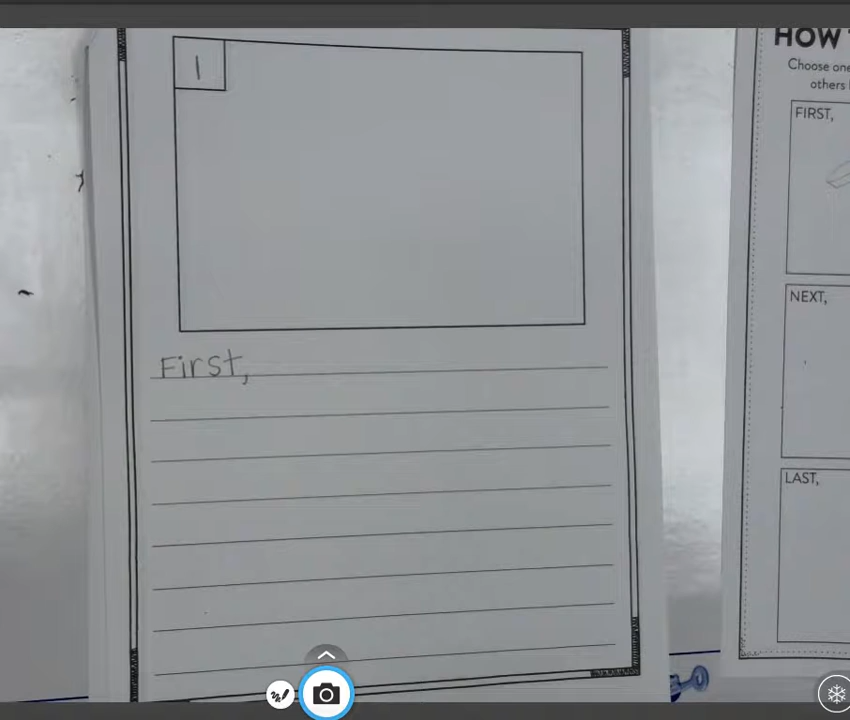 1
First,
HOW
Choose one
others
FIRST,
NEXT,
LAST,